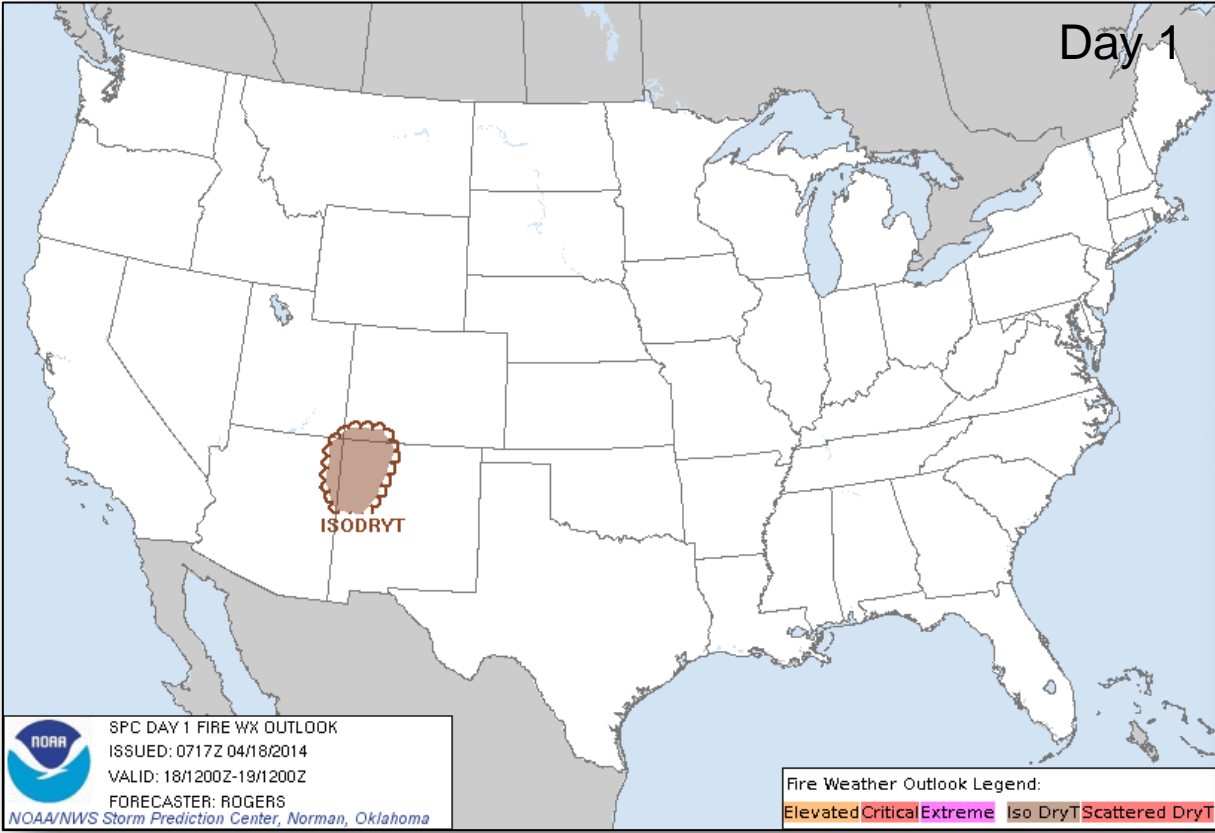 Day 1
ISODRYT
NOAA
SPC DAY 1 FIRE WX OUTLOOK
ISSUED: 0717Z 04/18/2014
VALID: 18/1200Z-19/1200Z
FORECASTER: ROGERS
NOAA/NWS Storm Prediction Center, Norman, Oklahoma
Fire Weather Outlook Legend:
Elevated Critical Extreme Iso DryT Scattered DryT